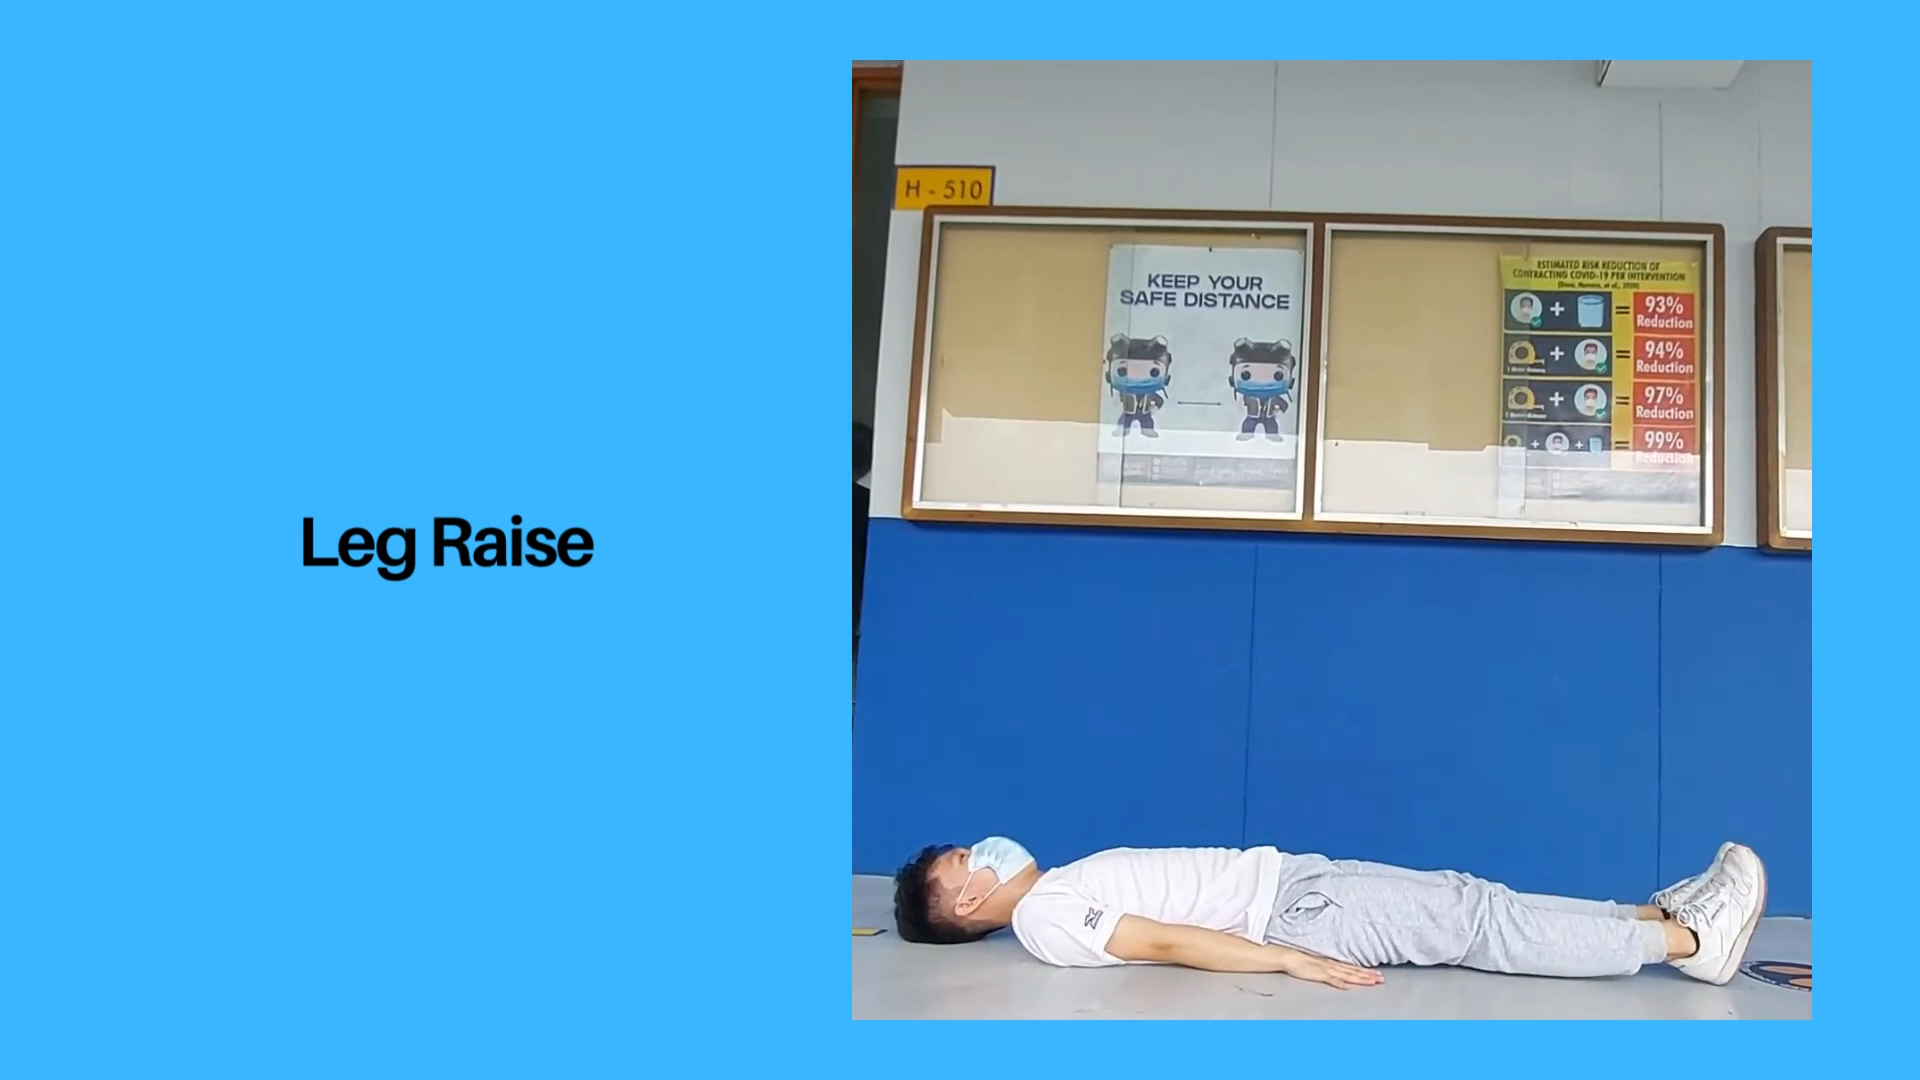 Leg Raise
H - 510
KEEP YOUR
SAFE DISTANCE
ESTIMATED RISK REDUCTION OF
CONTRACTING COVID-19 PER INTERVENTION
93%
Reduction
94%
Reduction
97%
Reduction
99%
Reduction